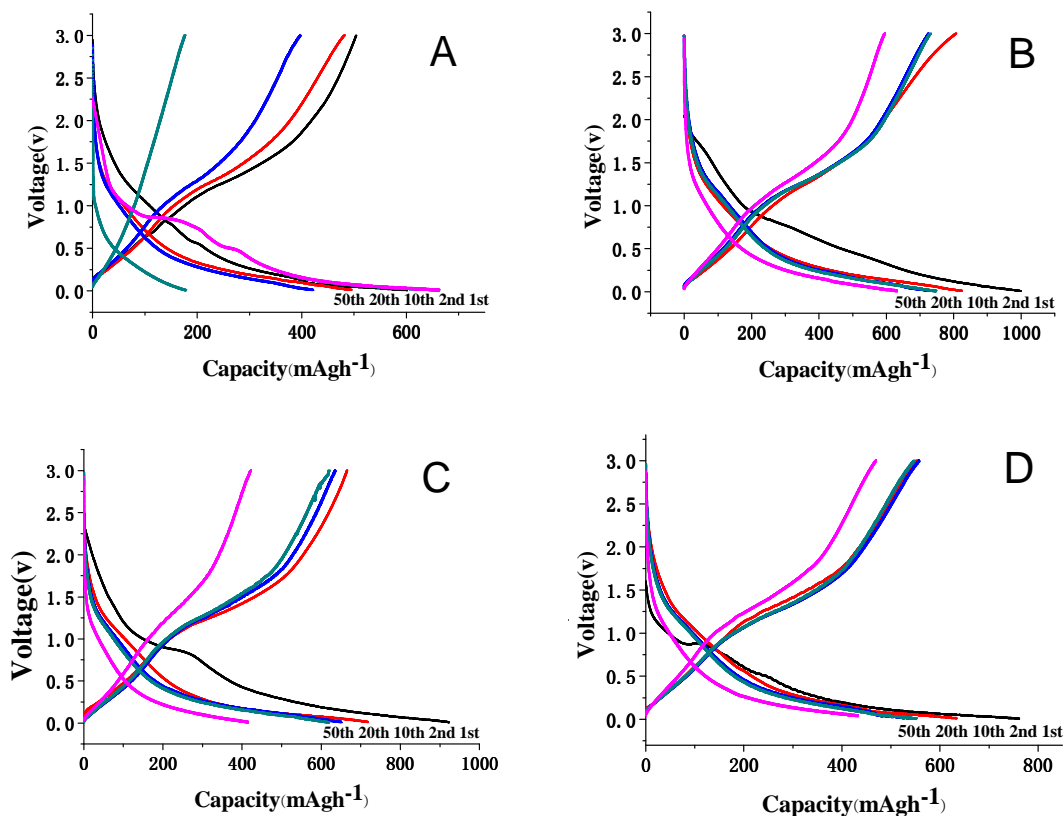 A
3.0
2.5
2.0
1.5
1.0
0.5
0.0
Voltage(v)
50th 20th 10th 2nd 1st
0 200 400 600
Capacity(mAgh-1)
B
3.0
2.5
2.0
1.5
1.0
0.5
0.0
Voltage(v)
50th 20th 10th 2nd 1st
0 200 400 600 800 1000
Capacity(mAgh-1)
C
3.0
2.5
2.0
1.5
1.0
0.5
0.0
Voltage(v)
50th 20th 10th 2nd 1st
0 200 400 600 800 1000
Capacity(mAgh-1)
D
3.0
2.5
2.0
1.5
1.0
0.5
0.0
Voltage(v)
50th 20th 10th 2nd 1st
0 200 400 600 800
Capacity(mAgh-1)